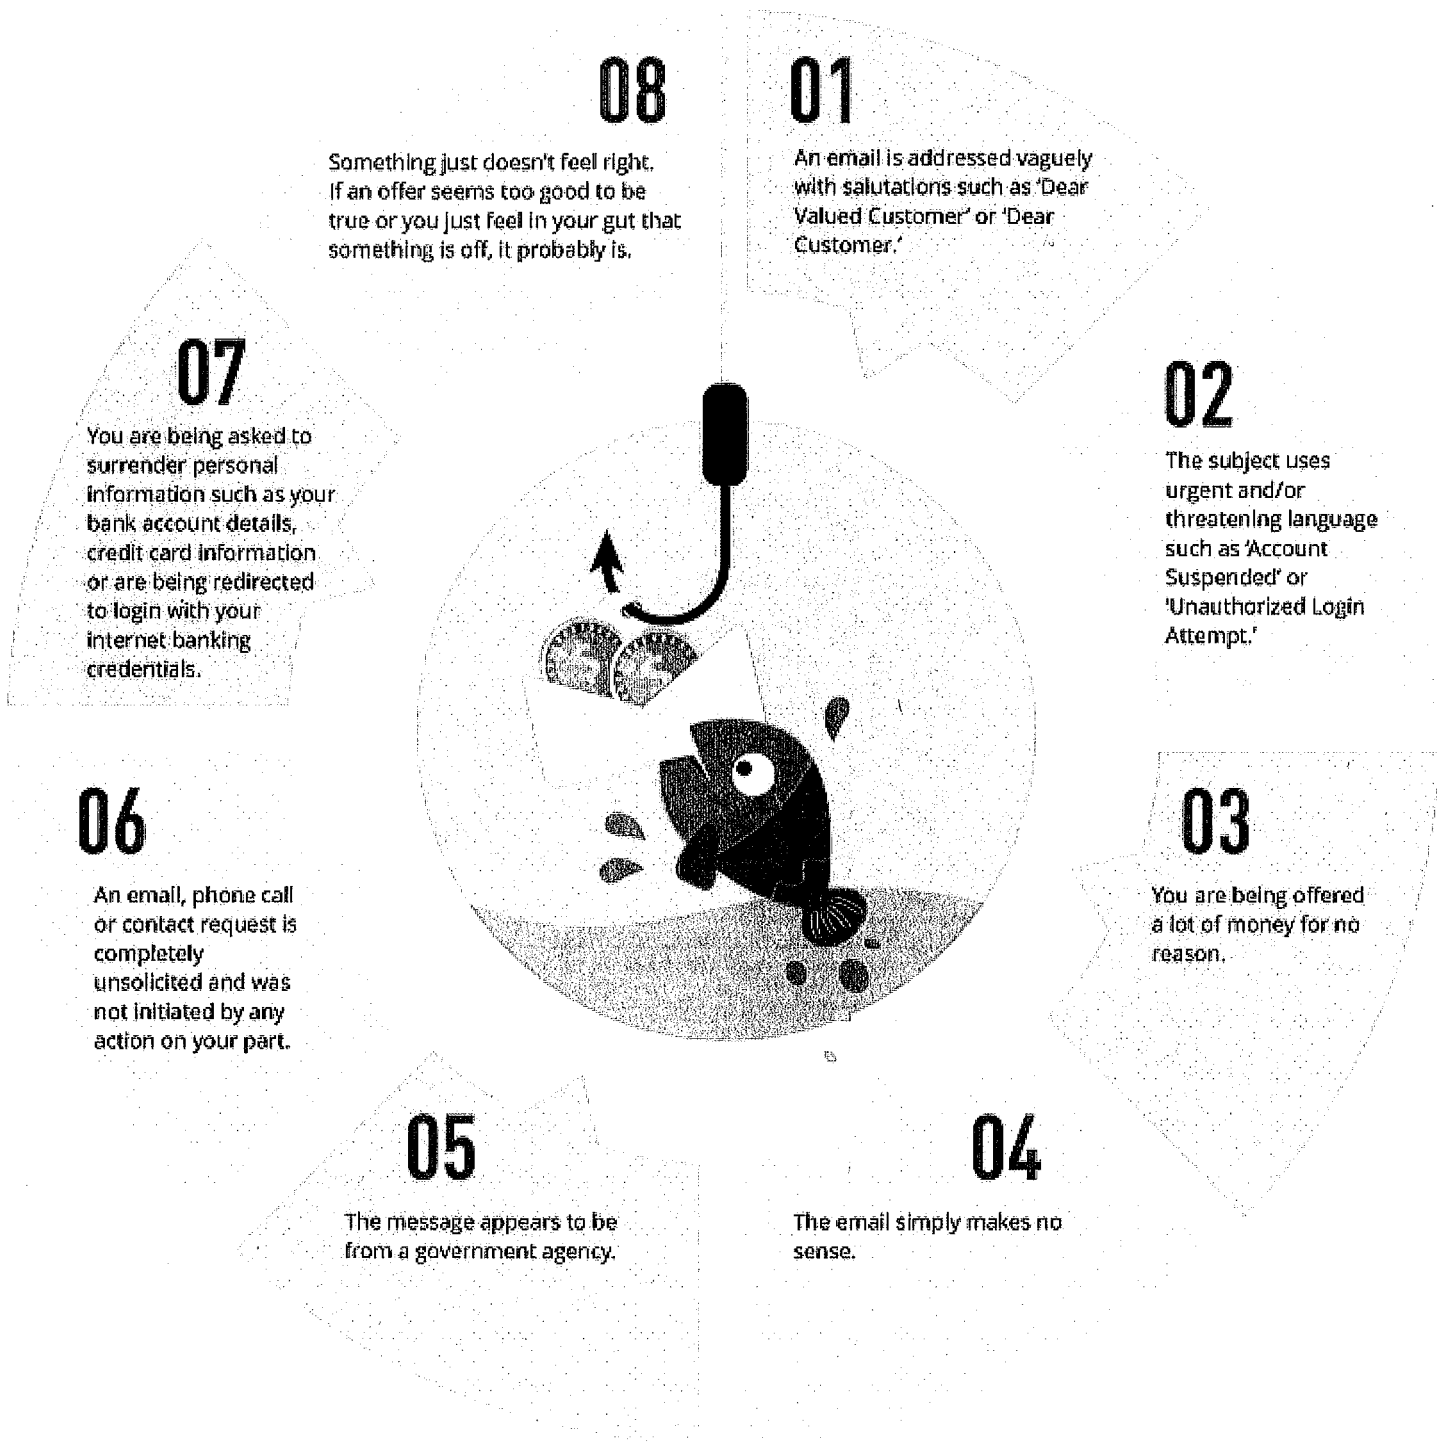 01
An email is addressed vaguely
with salutations such as 'Dear
Valued Customer' or 'Dear
Customer.'
02
The subject uses
urgent and/or
threatening language
such as 'Account
Suspended' or
'Unauthorized Login
Attempt.'
03
You are being offered
a lot of money for no
reason.
04
The email simply makes no
sense.
05
The message appears to be
from a government agency.
06
An email, phone call
or contact request is
completely
unsolicited and was
not initiated by any
action on your part.
07
You are being asked to
surrender personal
information such as your
bank account details,
credit card information
or are being redirected
to login with your
internet banking
credentials.
08
Something just doesn't feel right.
If an offer seems too good to be
true or you just feel in your gut that
something is off, it probably is.